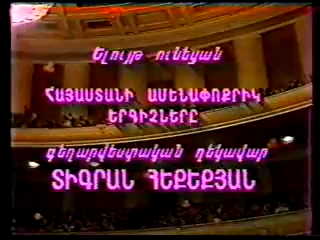 Ելույթ ունեցան
ՀԱՅԱՍՏԱՆԻ ԱՄԵՆԱՓՈՔՐԻԿ
ԵՐԳԻՉՆԵՐԸ
գեղարվեստական ղեկավար
ՏԻԳՐԱՆ ՀԵՔԵՔՅԱՆ